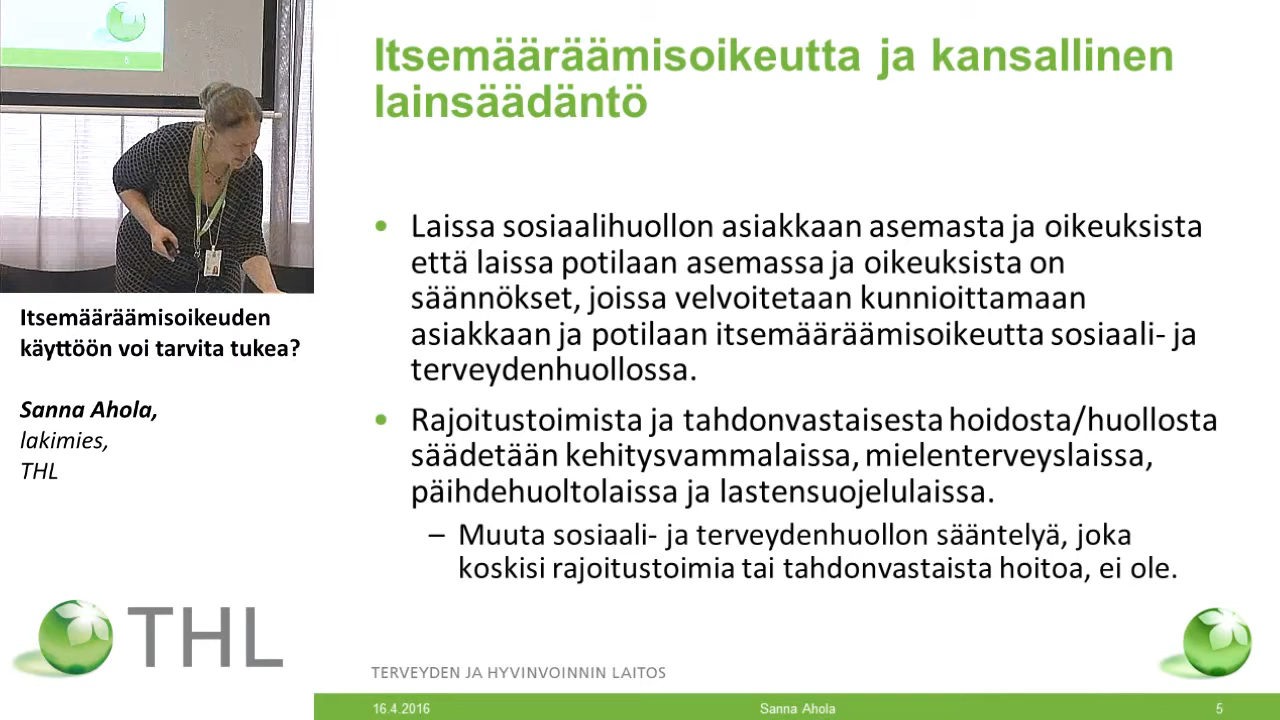 Itsemääräämisoikeutta ja kansallinen
lainsäädäntö
• Laissa sosiaalihuollon asiakkaan asemasta ja oikeuksista
että laissa potilaan asemassa ja oikeuksista on
säännökset, joissa velvoitetaan kunnioittamaan
asiakkaan ja potilaan itsemääräämisoikeutta sosiaali- ja
terveydenhuollossa.
• Rajoitustoimista ja tahdonvastaisesta hoidosta/huollosta
säädetään kehitysvammalaissa, mielenterveyslaissa,
päihdehuoltolaissa ja lastensuojelulaissa.
– Muuta sosiaali- ja terveydenhuollon sääntelyä, joka
koskisi rajoitustoimia tai tahdonvastaista hoitoa, ei ole.
Itsemääräämisoikeuden
käyttöön voi tarvita tukea?
Sanna Ahola,
lakimies,
THL
THL
TERVEYDEN JA HYVINVOINNIN LAITOS
16.4.2016
Sanna Ahola
5